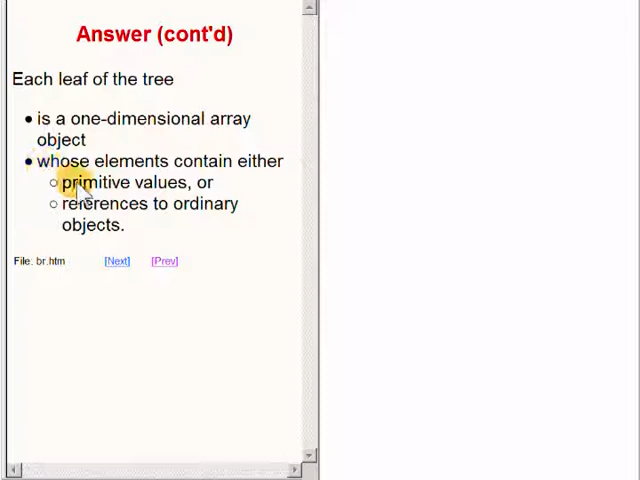 Answer (cont'd)
Each leaf of the tree
• is a one-dimensional array
object
• whose elements contain either
○ primitive values, or
○ references to ordinary
objects.
File: br.htm [Next] [Prev]